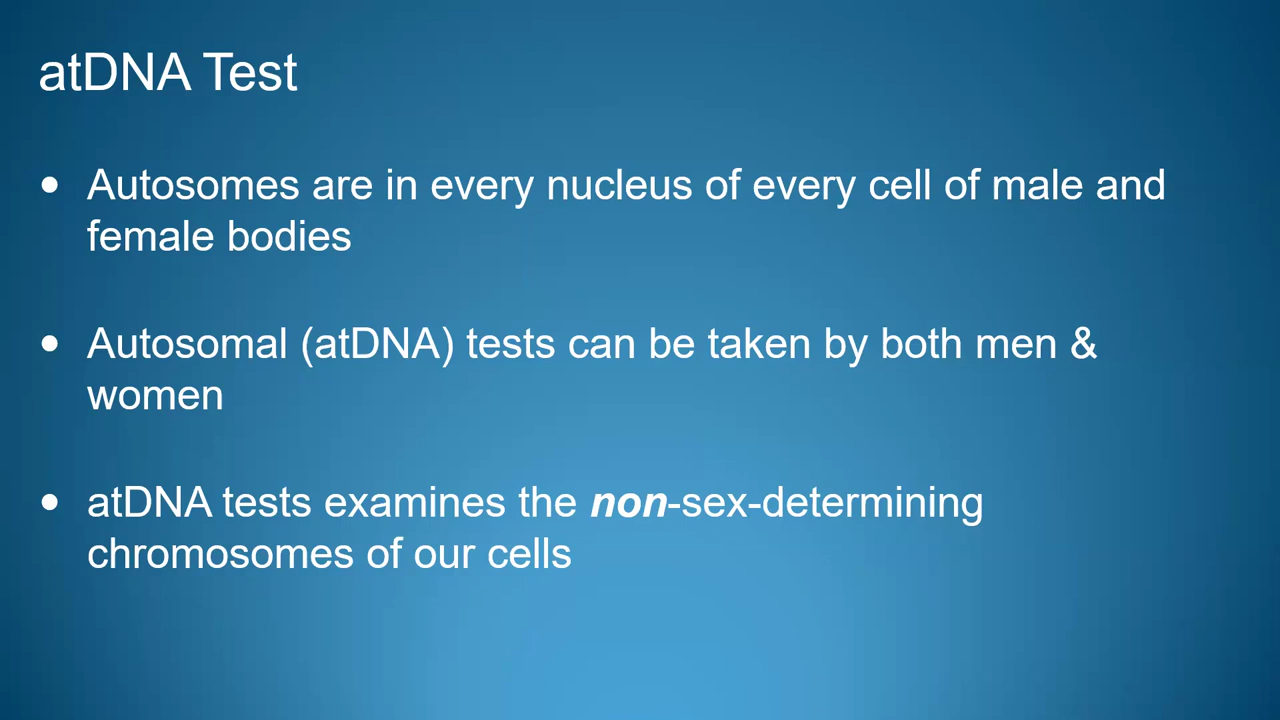 atDNA Test
• Autosomes are in every nucleus of every cell of male and
female bodies
• Autosomal (atDNA) tests can be taken by both men &
women
• atDNA tests examines the non-sex-determining
chromosomes of our cells